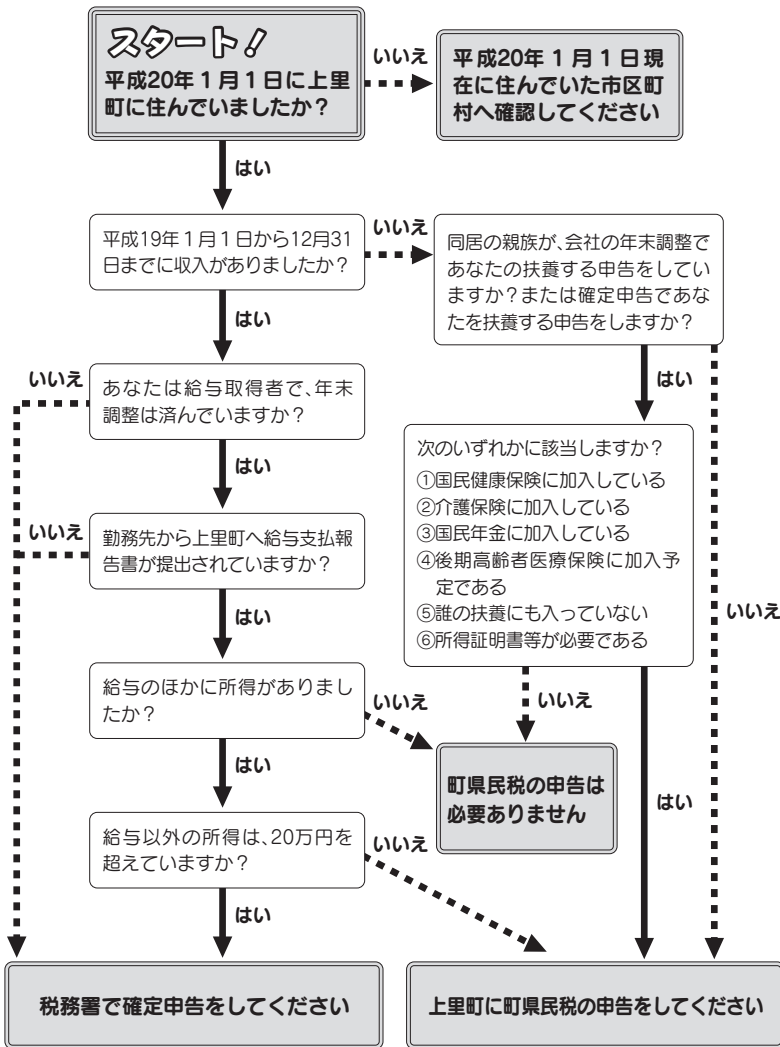 スタート!
平成20年1月1日に上里
町に住んでいましたか?
いいえ
平成20年1月1日現
在に住んでいた市区町
村へ確認してください
はい
平成19年1月1日から12月31
日までに収入がありましたか?
いいえ
同居の親族が、会社の年末調整で
あなたの扶養する申告をしてい
ますか?または確定申告であな
たを扶養する申告をしますか?
はい
いいえ
あなたは給与取得者で、年末
調整は済んでいますか?
はい
次のいずれかに該当しますか?
①国民健康保険に加入している
②介護保険に加入している
③国民年金に加入している
④後期高齢者医療保険に加入予
定である
⑤誰の扶養にも入っていない
⑥所得証明書等が必要である
はい
いいえ
勤務先から上里町へ給与支払報
告書が提出されていますか?
いいえ
はい
給与のほかに所得がありまし
たか?
いいえ
いいえ
町県民税の申告は
必要ありません
はい
はい
給与以外の所得は、20万円を
超えていますか?
いいえ
はい
税務署で確定申告をしてください
上里町に町県民税の申告をしてください